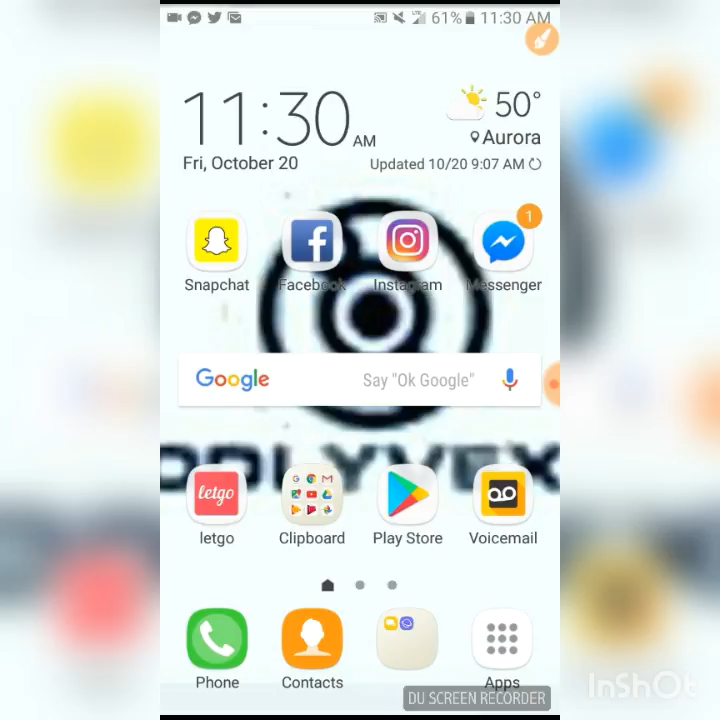 61% 11:30 AM
11:30 AM
50°
Aurora
Fri, October 20
Updated 10/20 9:07 AM
1
Snapchat Facebook Instagram Messenger
Google Say "Ok Google"
letgo
letgo Clipboard Play Store Voicemail
Phone Contacts Apps
DU SCREEN RECORDER
InShOt